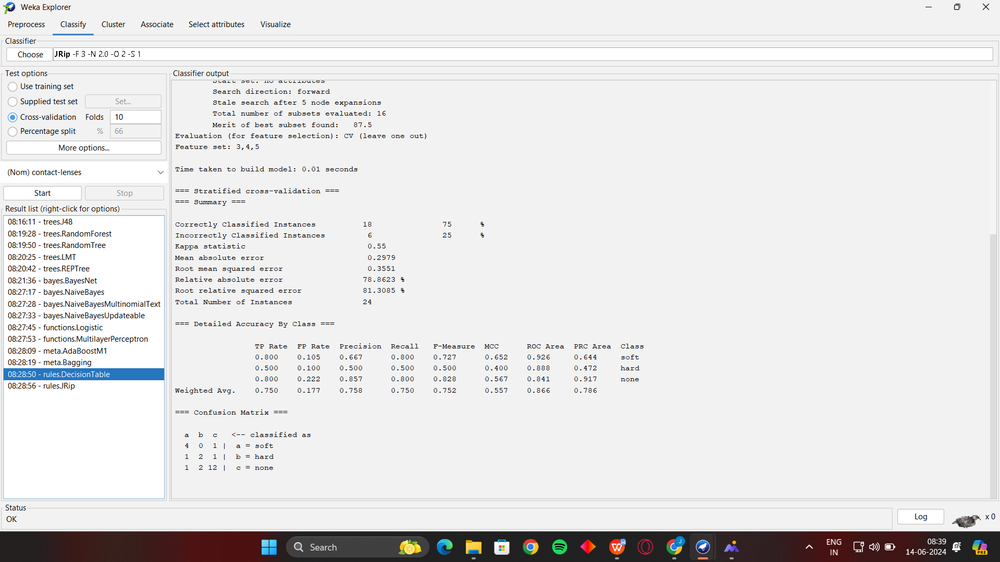 Weka Explorer
Preprocess Classify Cluster Associate Select attributes Visualize
Classifier
Choose JRip -F 3 -N 2.0 -O 2 -S 1
Test options
Use training set
Supplied test set Set...
Cross-validation Folds 10
Percentage split % 66
More options...
(Nom) contact-lenses
Start Stop
Result list (right-click for options)
08:16:11 - trees.J48
08:19:28 - trees.RandomForest
08:19:50 - trees.RandomTree
08:20:25 - trees.LMT
08:20:42 - trees.REPTree
08:21:36 - bayes.BayesNet
08:27:17 - bayes.NaiveBayes
08:27:28 - bayes.NaiveBayesMultinomialText
08:27:33 - bayes.NaiveBayesUpdateable
08:27:45 - functions.Logistic
08:27:53 - functions.MultilayerPerceptron
08:28:09 - meta.AdaBoostM1
08:28:19 - meta.Bagging
08:28:50 - rules.DecisionTable
08:28:56 - rules.JRip
Classifier output
Start set: no attributes
Search direction: forward
Stale search after 5 node expansions
Total number of subsets evaluated: 16
Merit of best subset found: 87.5
Evaluation (for feature selection): CV (leave one out)
Feature set: 3,4,5
Time taken to build model: 0.01 seconds
=== Stratified cross-validation ===
=== Summary ===
Correctly Classified Instances 18 75 %
Incorrectly Classified Instances 6 25 %
Kappa statistic 0.55
Mean absolute error 0.2979
Root mean squared error 0.3551
Relative absolute error 78.8623 %
Root relative squared error 81.3085 %
Total Number of Instances 24
=== Detailed Accuracy By Class ===
TP Rate FP Rate Precision Recall F-Measure MCC ROC Area PRC Area Class
0.800 0.105 0.667 0.800 0.727 0.652 0.926 0.644 soft
0.500 0.100 0.500 0.500 0.500 0.400 0.888 0.472 hard
0.800 0.222 0.857 0.800 0.828 0.567 0.841 0.917 none
Weighted Avg. 0.750 0.177 0.758 0.750 0.752 0.557 0.866 0.786
=== Confusion Matrix ===
a b c <-- classified as
4 0 1 | a = soft
1 2 1 | b = hard
1 2 12 | c = none
Status
OK
Log x 0
Search
ENG
IN
08:39
14-06-2024
PRE